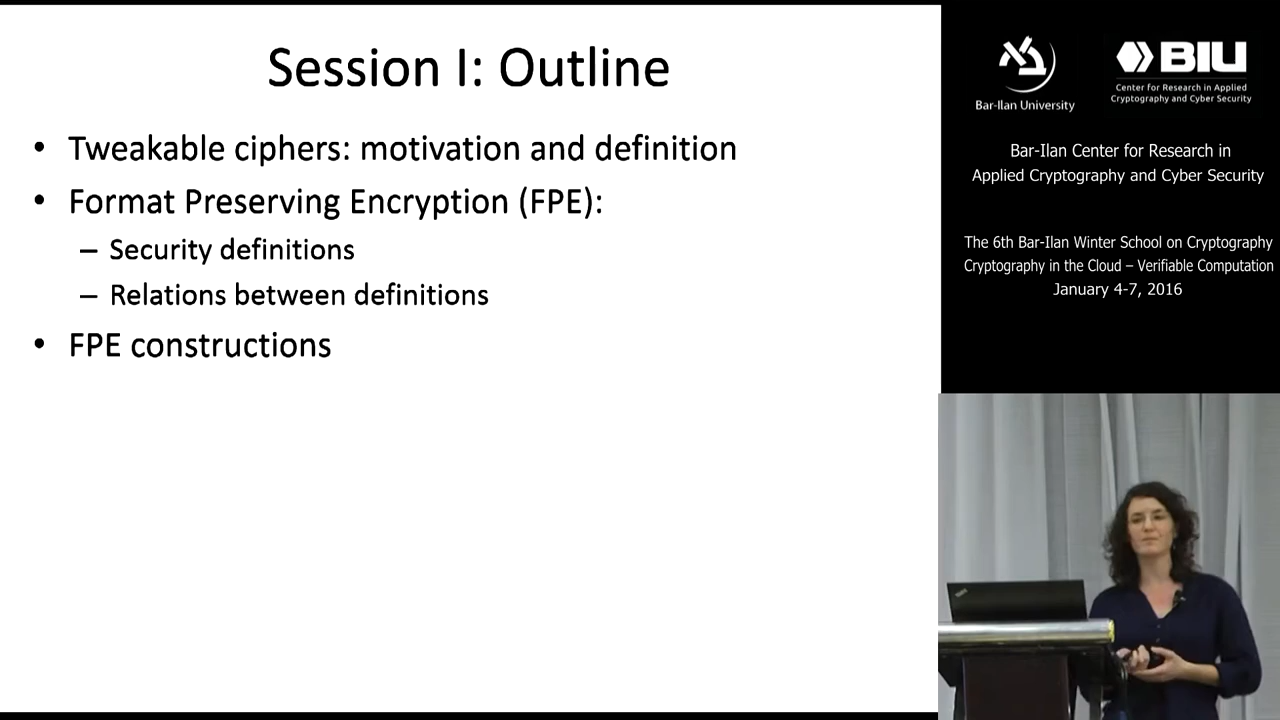 Session I: Outline
• Tweakable ciphers: motivation and definition
• Format Preserving Encryption (FPE):
– Security definitions
– Relations between definitions
• FPE constructions
Bar-Ilan University
BIU
Center for Research in Applied
Cryptography and Cyber Security
Bar-Ilan Center for Research in
Applied Cryptography and Cyber Security
The 6th Bar-Ilan Winter School on Cryptography
Cryptography in the Cloud – Verifiable Computation
January 4-7, 2016